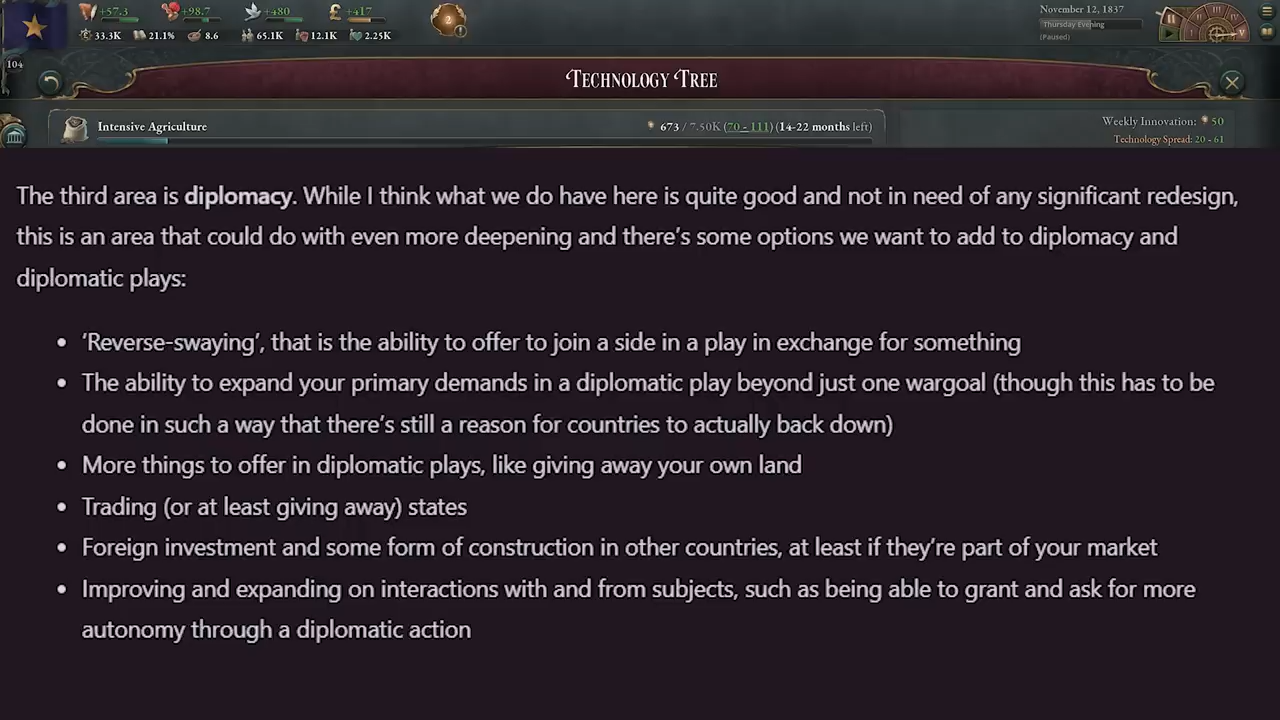 +57.3 +98.7 +480 +417
33.3K 21.1% 8.6 65.1K 12.1K 2.25K
2
November 12, 1837
Thursday Evening
(Paused)
104
Technology Tree
Intensive Agriculture 673 / 7.50K (70 - 111) (14-22 months left)
Weekly Innovation: 50
Technology Spread: 20 - 61
The third area is diplomacy. While I think what we do have here is quite good and not in need of any significant redesign,
this is an area that could do with even more deepening and there's some options we want to add to diplomacy and
diplomatic plays:
• 'Reverse-swaying', that is the ability to offer to join a side in a play in exchange for something
• The ability to expand your primary demands in a diplomatic play beyond just one wargoal (though this has to be
done in such a way that there's still a reason for countries to actually back down)
• More things to offer in diplomatic plays, like giving away your own land
• Trading (or at least giving away) states
• Foreign investment and some form of construction in other countries, at least if they're part of your market
• Improving and expanding on interactions with and from subjects, such as being able to grant and ask for more
autonomy through a diplomatic action